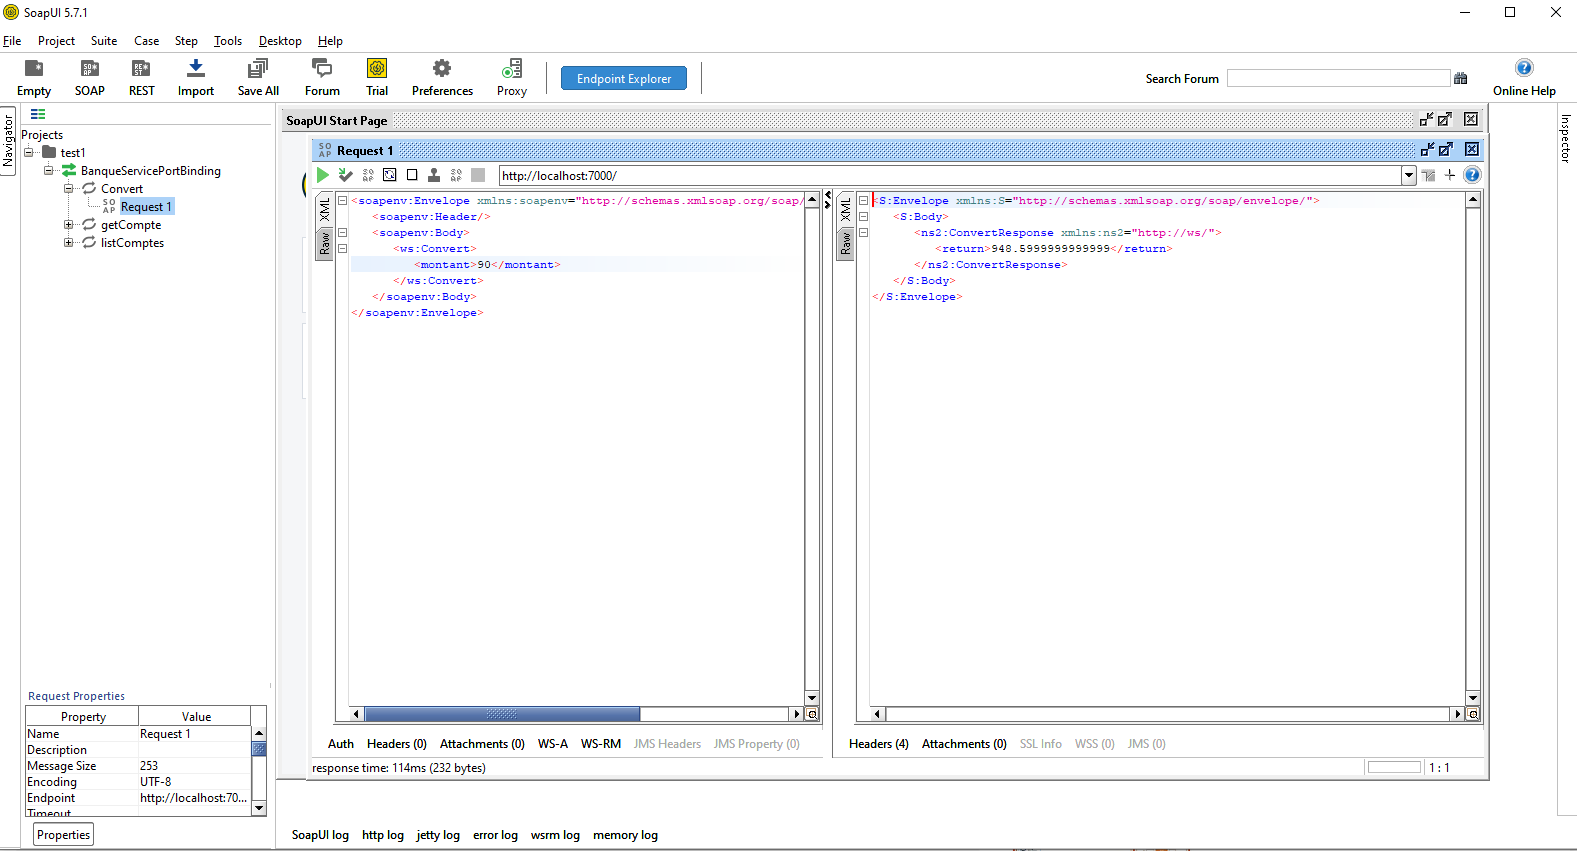 SoapUI 5.7.1
File Project Suite Case Step Tools Desktop Help
Empty SOAP REST Import Save All Forum Trial Preferences Proxy Endpoint Explorer Search Forum Online Help
Navigator
Projects
test1
BanqueServicePortBinding
Convert
SO AP Request 1
getCompte
listComptes
Request Properties
Property Value
Name Request 1
Description
Message Size 253
Encoding UTF-8
Endpoint http://localhost:70...
Timeout
Properties
SoapUI Start Page
Request 1
http://localhost:7000/
XML
Raw
<soapenv:Envelope xmlns:soapenv="http://schemas.xmlsoap.org/soap/
<soapenv:Header/>
<soapenv:Body>
<ws:Convert>
<montant>90</montant>
</ws:Convert>
</soapenv:Body>
</soapenv:Envelope>
XML
Raw
<S:Envelope xmlns:S="http://schemas.xmlsoap.org/soap/envelope/">
<S:Body>
<ns2:ConvertResponse xmlns:ns2="http://ws/">
<return>948.5999999999999</return>
</ns2:ConvertResponse>
</S:Body>
</S:Envelope>
Auth Headers (0) Attachments (0) WS-A WS-RM JMS Headers JMS Property (0)
Headers (4) Attachments (0) SSL Info WSS (0) JMS (0)
response time: 114ms (232 bytes)
1 : 1
SoapUI log http log jetty log error log wsrm log memory log
Inspector